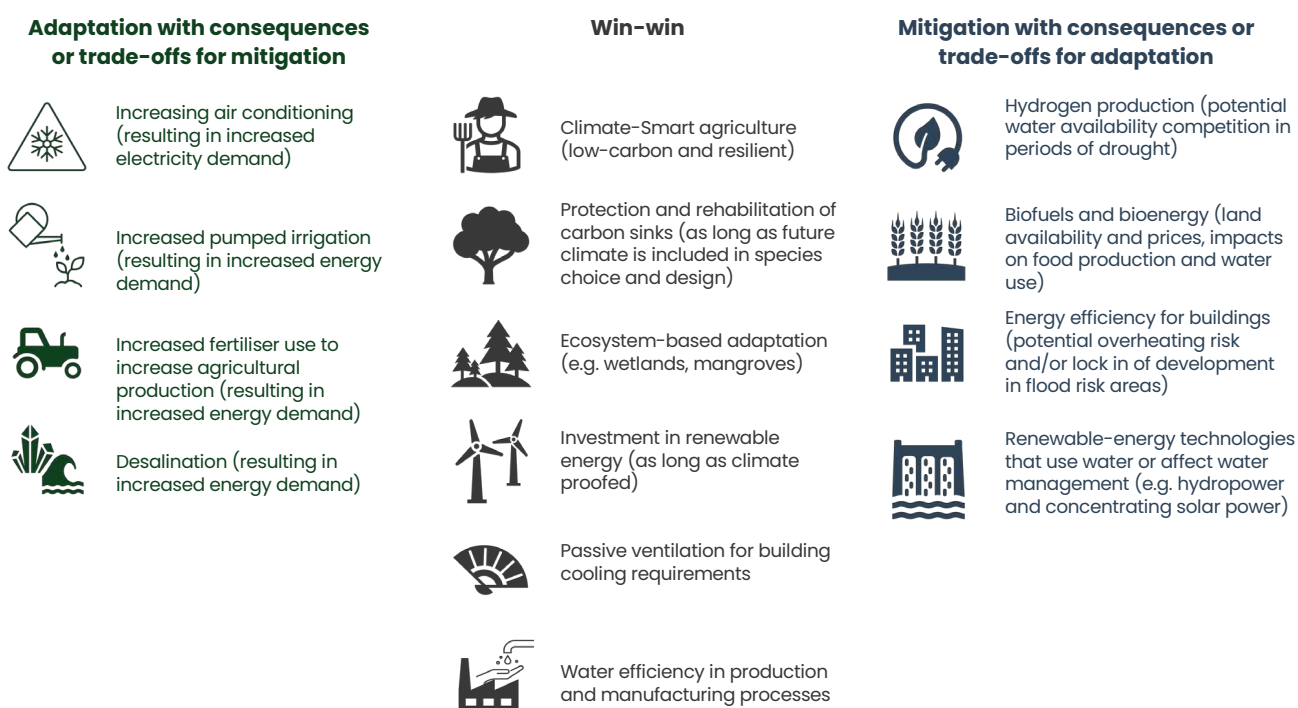 Adaptation with consequences
or trade-offs for mitigation
Increasing air conditioning
(resulting in increased
electricity demand)
Increased pumped irrigation
(resulting in increased energy
demand)
Increased fertiliser use to
increase agricultural
production (resulting in
increased energy demand)
Desalination (resulting in
increased energy demand)
Win-win
Climate-Smart agriculture
(low-carbon and resilient)
Protection and rehabilitation of
carbon sinks (as long as future
climate is included in species
choice and design)
Ecosystem-based adaptation
(e.g. wetlands, mangroves)
Investment in renewable
energy (as long as climate
proofed)
Passive ventilation for building
cooling requirements
Water efficiency in production
and manufacturing processes
Mitigation with consequences or
trade-offs for adaptation
Hydrogen production (potential
water availability competition in
periods of drought)
Biofuels and bioenergy (land
availability and prices, impacts
on food production and water
use)
Energy efficiency for buildings
(potential overheating risk
and/or lock in of development
in flood risk areas)
Renewable-energy technologies
that use water or affect water
management (e.g. hydropower
and concentrating solar power)